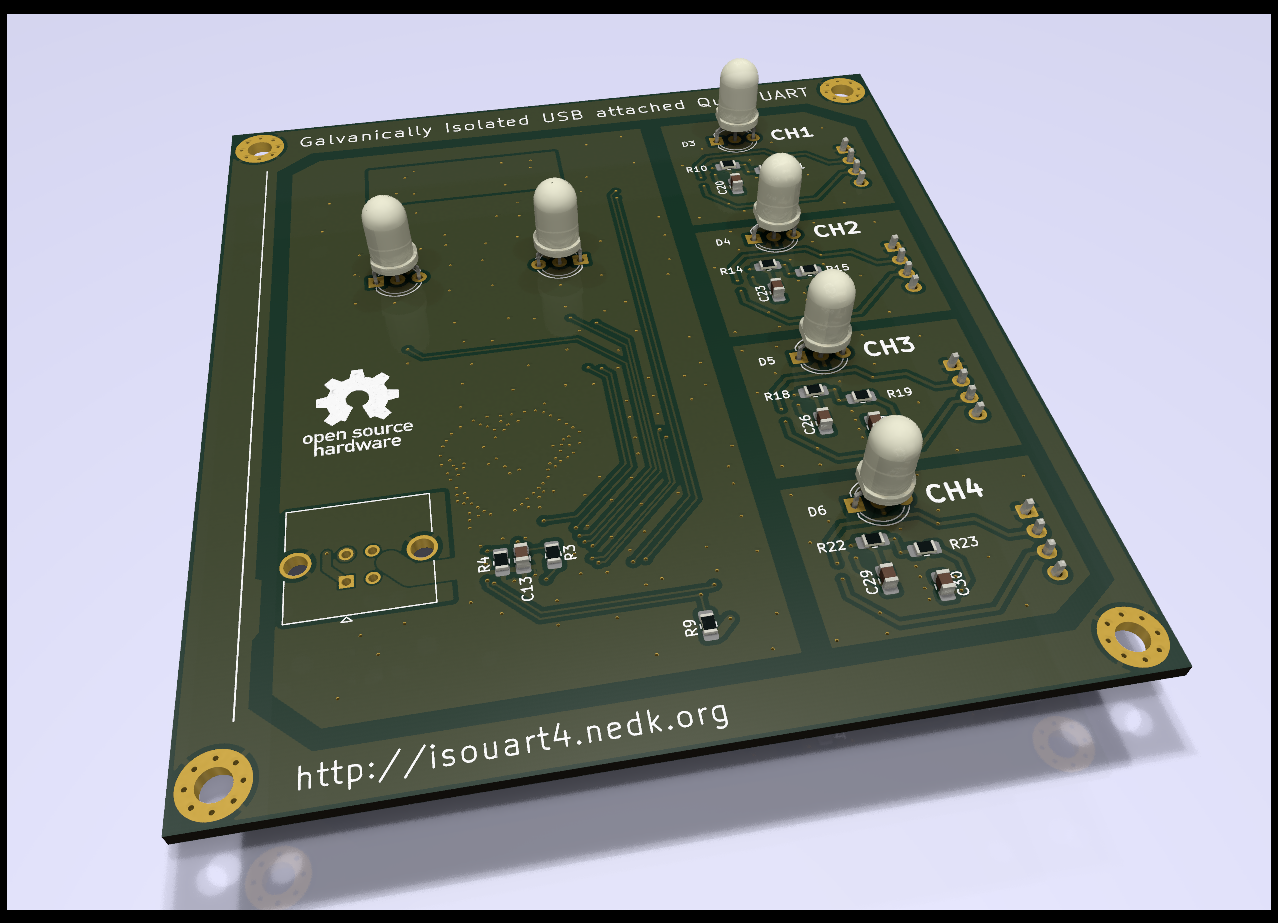 Galvanically Isolated USB attached Qu UART
D3
CH1
R10
C20
D4
CH2
R14
R15
C23
D5
CH3
R18
R19
C26
D6
CH4
R22
R23
C29
C30
open source
hardware
R4
C13
R3
R9
http://isouart4.nedk.org